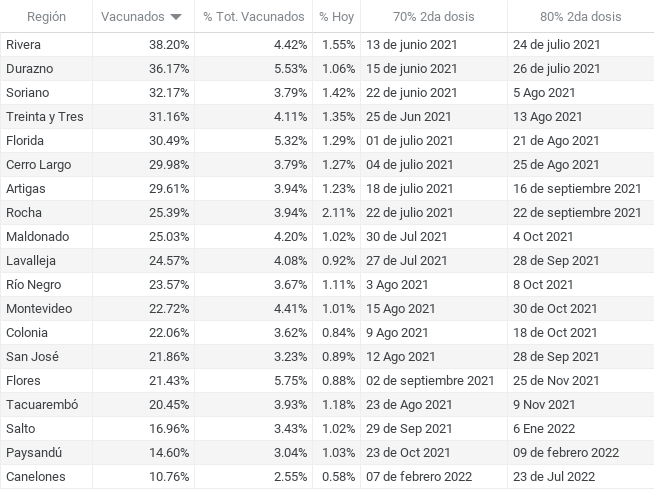 Región Vacunados % Tot. Vacunados % Hoy 70% 2da dosis 80% 2da dosis
Rivera 38.20% 4.42% 1.55% 13 de junio 2021 24 de julio 2021
Durazno 36.17% 5.53% 1.06% 15 de junio 2021 26 de julio 2021
Soriano 32.17% 3.79% 1.42% 22 de junio 2021 5 Ago 2021
Treinta y Tres 31.16% 4.11% 1.35% 25 de Jun 2021 13 Ago 2021
Florida 30.49% 5.32% 1.29% 01 de julio 2021 21 de Ago 2021
Cerro Largo 29.98% 3.79% 1.27% 04 de julio 2021 25 de Ago 2021
Artigas 29.61% 3.94% 1.23% 18 de julio 2021 16 de septiembre 2021
Rocha 25.39% 3.94% 2.11% 22 de julio 2021 22 de septiembre 2021
Maldonado 25.03% 4.20% 1.02% 30 de Jul 2021 4 Oct 2021
Lavalleja 24.57% 4.08% 0.92% 27 de Jul 2021 28 de Sep 2021
Río Negro 23.57% 3.67% 1.11% 3 Ago 2021 8 Oct 2021
Montevideo 22.72% 4.41% 1.01% 15 Ago 2021 30 de Oct 2021
Colonia 22.06% 3.62% 0.84% 9 Ago 2021 18 de Oct 2021
San José 21.86% 3.23% 0.89% 12 Ago 2021 28 de Sep 2021
Flores 21.43% 5.75% 0.88% 02 de septiembre 2021 25 de Nov 2021
Tacuarembó 20.45% 3.93% 1.18% 23 de Ago 2021 9 Nov 2021
Salto 16.96% 3.43% 1.02% 29 de Sep 2021 6 Ene 2022
Paysandú 14.60% 3.04% 1.03% 23 de Oct 2021 09 de febrero 2022
Canelones 10.76% 2.55% 0.58% 07 de febrero 2022 23 de Jul 2022